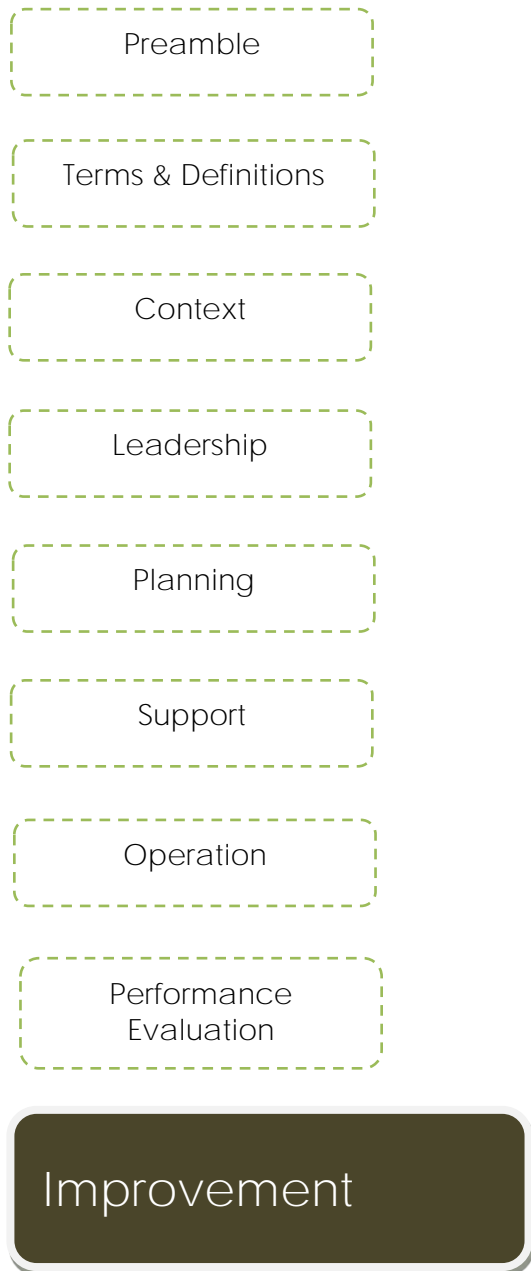 Preamble
Terms & Definitions
Context
Leadership
Planning
Support
Operation
Performance
Evaluation
Improvement